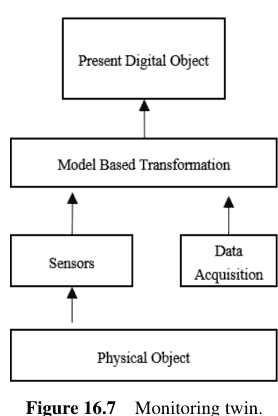 Present Digital Object
Model Based Transformation
Sensors
Data
Acquisition
Physical Object
Figure 16.7 Monitoring twin.